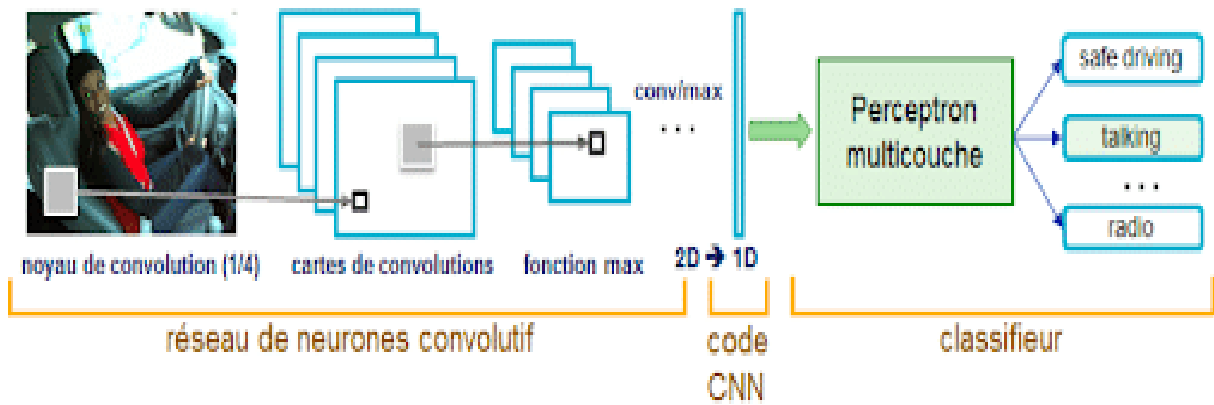 noyau de convolution (1/4)
cartes de convolutions
fonction max
conv/max
...
2D ➔ 1D
Perceptron
multicouche
safe driving
talking
...
radio
réseau de neurones convolutif
code
CNN
classifieur